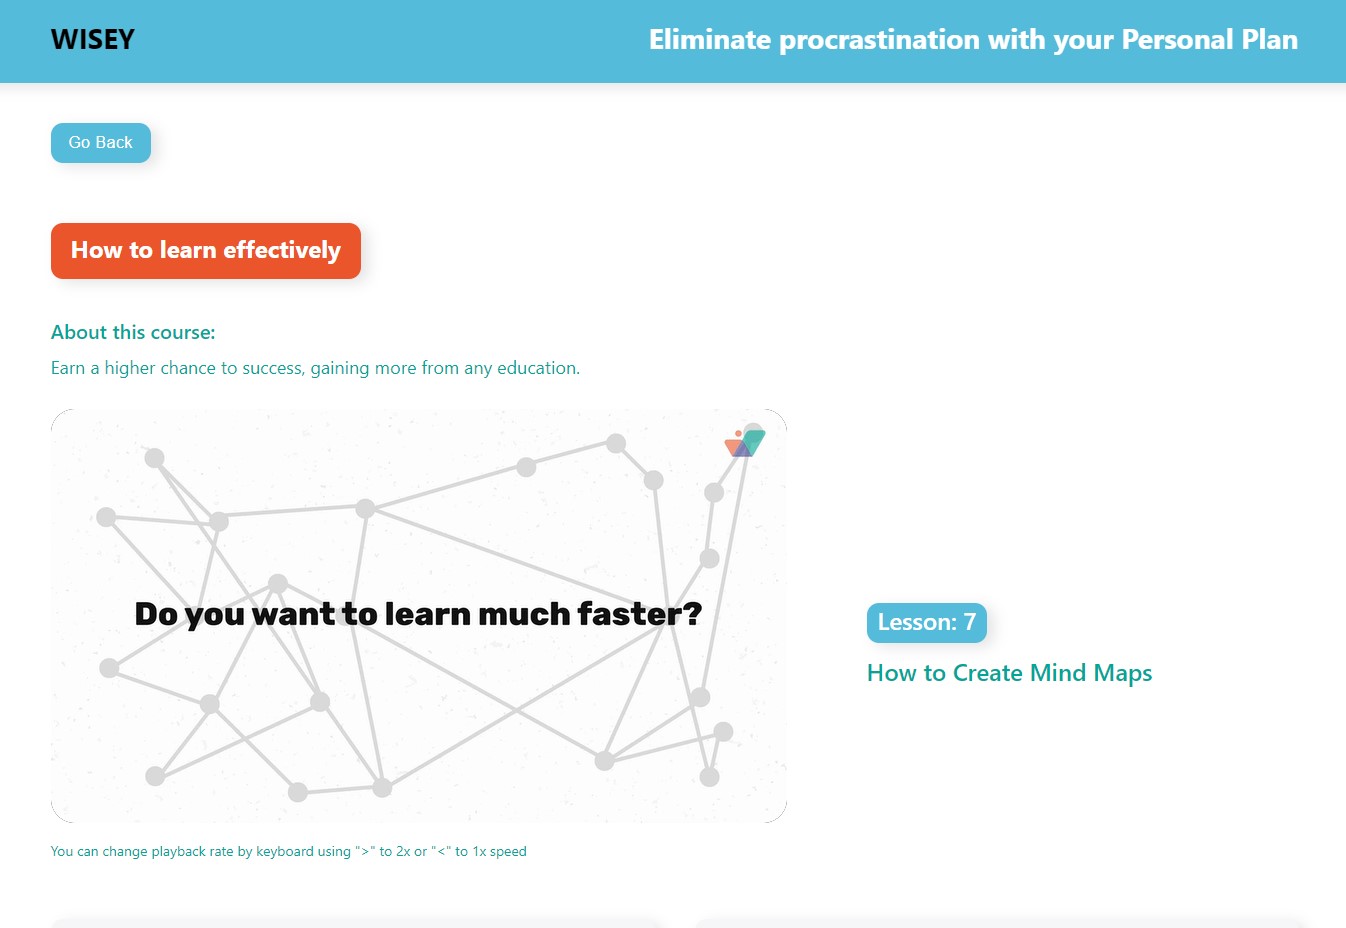 WISEY
Eliminate procrastination with your Personal Plan
Go Back
How to learn effectively
About this course:
Earn a higher chance to success, gaining more from any education.
Do you want to learn much faster?
Lesson: 7
How to Create Mind Maps
You can change playback rate by keyboard using ">" to 2x or "<" to 1x speed